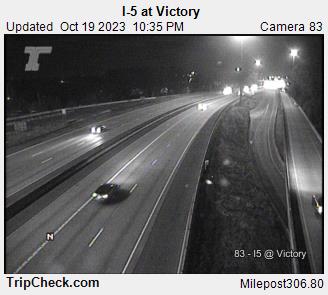 I-5 at Victory
Updated Oct 19 2023 10:35 PM Camera 83
T
N
83 - I5 @ Victory
TripCheck.com Milepost306.80